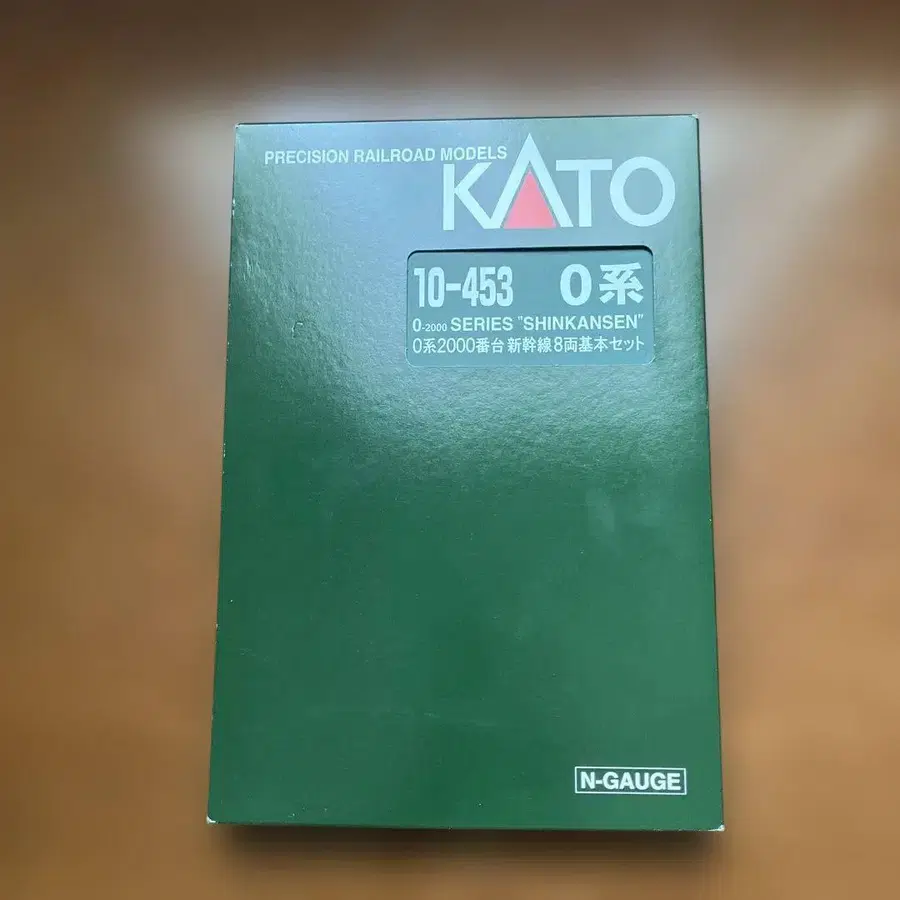 PRECISION RAILROAD MODELS
KATO
10-453 0系
0-2000 SERIES "SHINKANSEN"
0系2000番台新幹線8両基本セット
N-GAUGE